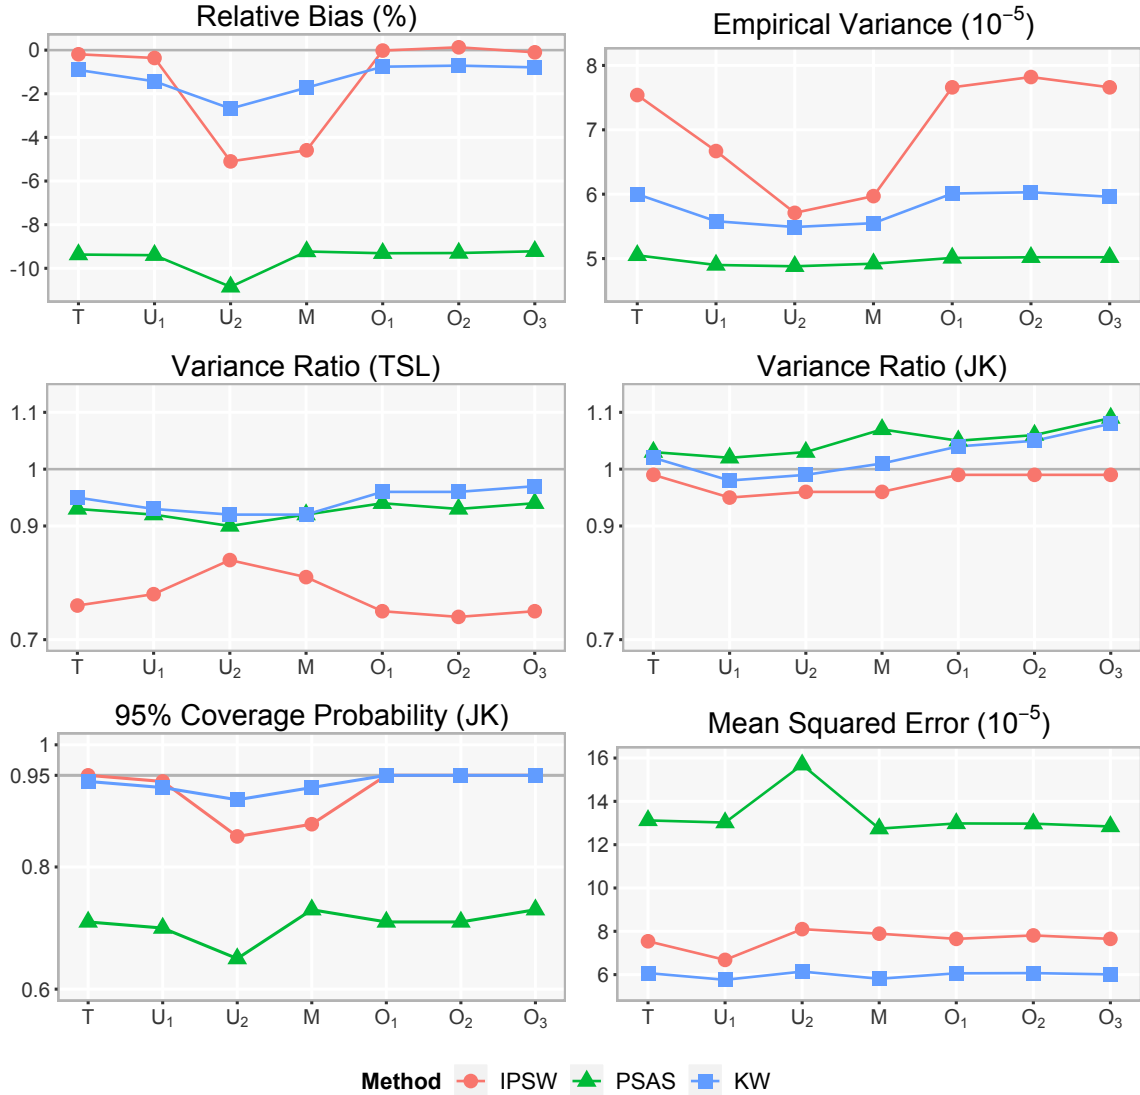 Relative Bias (%)
0
-2
-4
-6
-8
-10
T U₁ U₂ M O₁ O₂ O₃
Empirical Variance (10⁻⁵)
8
7
6
5
T U₁ U₂ M O₁ O₂ O₃
Variance Ratio (TSL)
1.1
1
0.9
0.7
T U₁ U₂ M O₁ O₂ O₃
Variance Ratio (JK)
1.1
1
0.9
0.7
T U₁ U₂ M O₁ O₂ O₃
95% Coverage Probability (JK)
1
0.95
0.8
0.6
T U₁ U₂ M O₁ O₂ O₃
Mean Squared Error (10⁻⁵)
16
14
12
10
8
6
T U₁ U₂ M O₁ O₂ O₃
Method IPSW PSAS KW